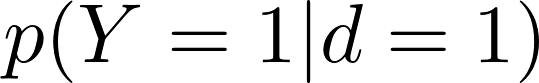 p(Y = 1|d = 1)